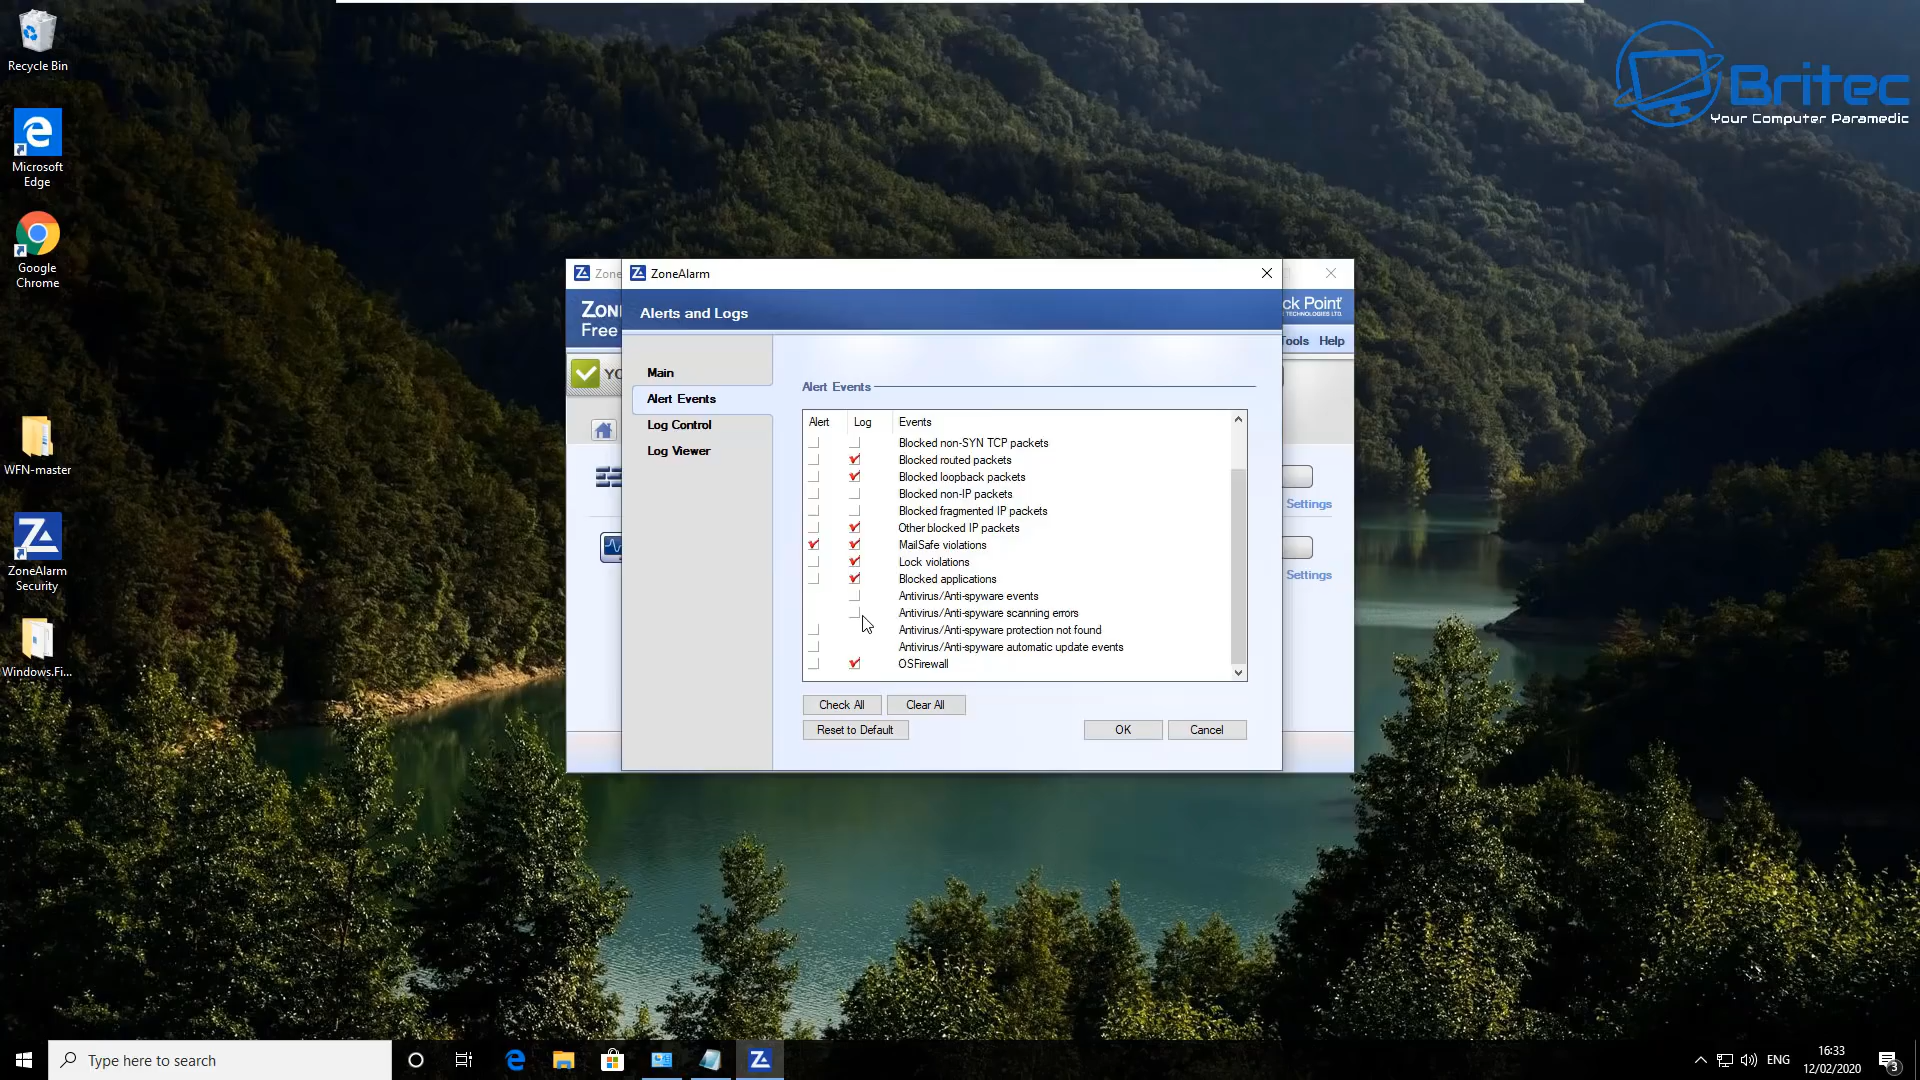 Recycle Bin
Microsoft
Edge
Google
Chrome
WFN-master
ZoneAlarm
Security
Windows.Fi...
Britec
Your Computer Paramedic
Zone
ZoneAlarm
ZON
Free
ck Point
TECHNOLOGIES LTD.
Tools Help
YO
Settings
Settings
Alerts and Logs
Main
Alert Events
Log Control
Log Viewer
Alert Events
Alert Log Events
Blocked non-SYN TCP packets
Blocked routed packets
Blocked loopback packets
Blocked non-IP packets
Blocked fragmented IP packets
Other blocked IP packets
MailSafe violations
Lock violations
Blocked applications
Antivirus/Anti-spyware events
Antivirus/Anti-spyware scanning errors
Antivirus/Anti-spyware protection not found
Antivirus/Anti-spyware automatic update events
OSFirewall
Check All Clear All
Reset to Default OK Cancel
Type here to search
ENG
16:33
12/02/2020
3